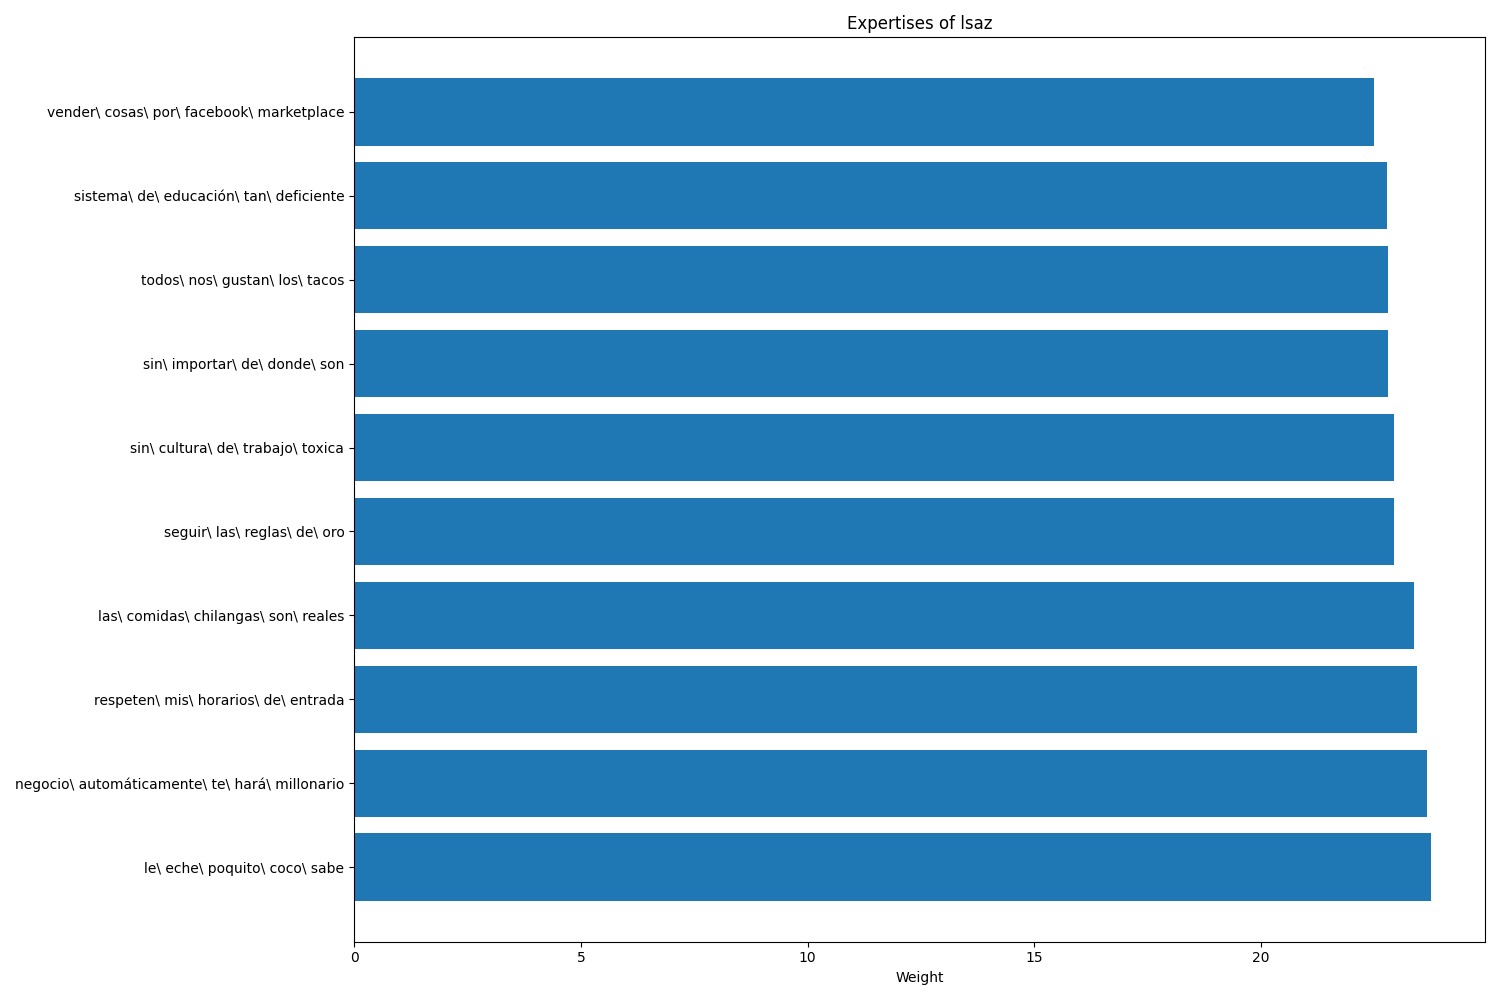 Expertises of lsaz
vender\ cosas\ por\ facebook\ marketplace
sistema\ de\ educación\ tan\ deficiente
todos\ nos\ gustan\ los\ tacos
sin\ importar\ de\ donde\ son
sin\ cultura\ de\ trabajo\ toxica
seguir\ las\ reglas\ de\ oro
las\ comidas\ chilangas\ son\ reales
respeten\ mis\ horarios\ de\ entrada
negocio\ automáticamente\ te\ hará\ millonario
le\ eche\ poquito\ coco\ sabe
0 5 10 15 20
Weight